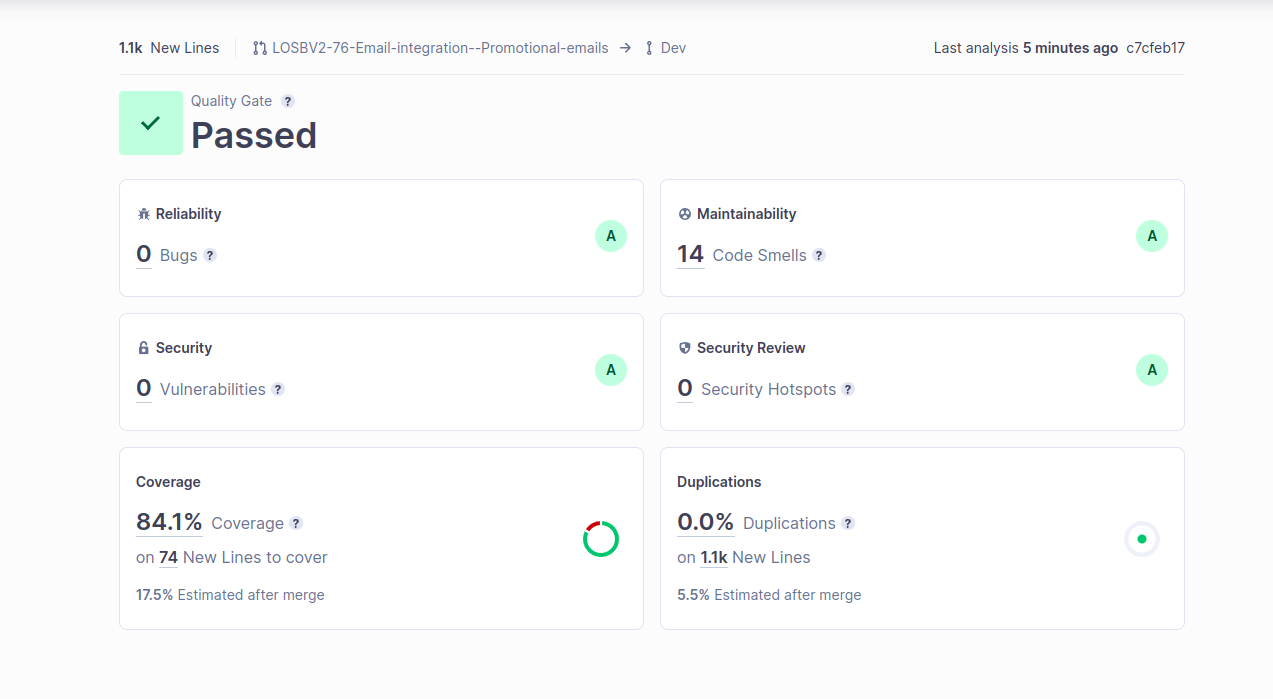 1.1k New Lines LOSBV2-76-Email-integration--Promotional-emails → Dev Last analysis 5 minutes ago c7cfeb17
Quality Gate ?
Passed
Reliability
0 Bugs ?
A
Maintainability
14 Code Smells ?
A
Security
0 Vulnerabilities ?
A
Security Review
0 Security Hotspots ?
A
Coverage
84.1% Coverage ?
on 74 New Lines to cover
17.5% Estimated after merge
Duplications
0.0% Duplications ?
on 1.1k New Lines
5.5% Estimated after merge